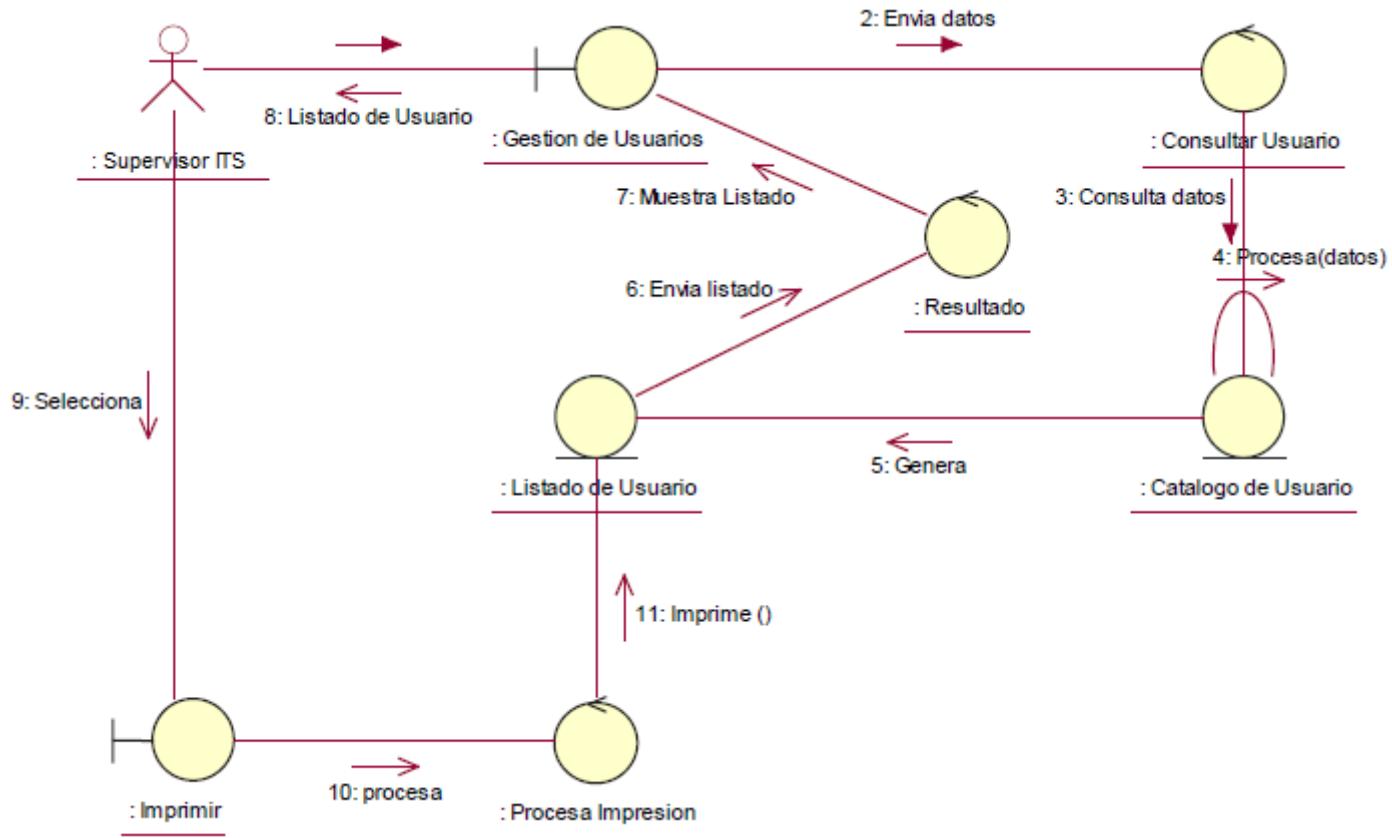 2: Envia datos
8: Listado de Usuario
: Supervisor ITS
: Gestion de Usuarios
: Consultar Usuario
7: Muestra Listado
3: Consulta datos
4: Procesa(datos)
6: Envia listado
: Resultado
9: Selecciona
5: Genera
: Listado de Usuario
: Catalogo de Usuario
11: Imprime ()
10: procesa
: Imprimir
: Procesa Impresion